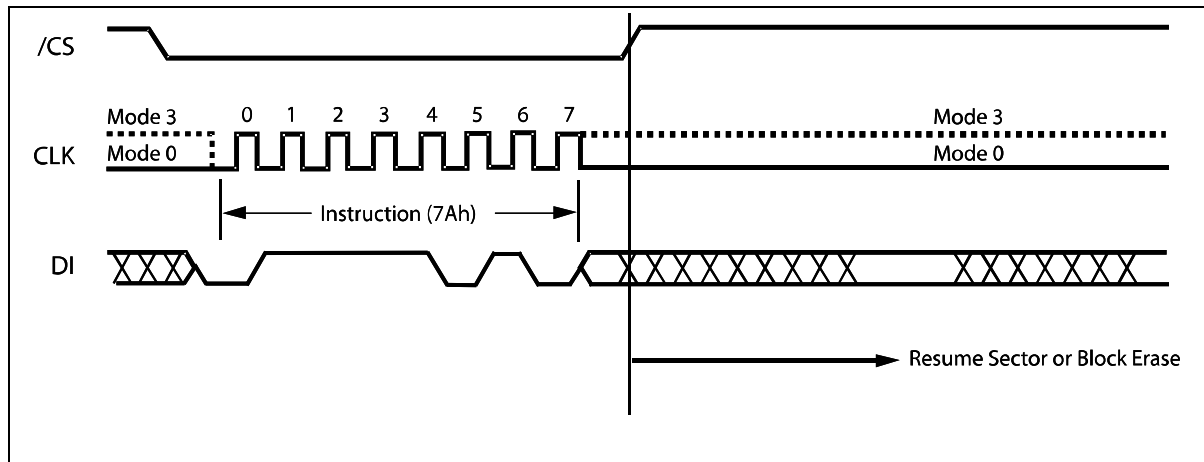 /CS
Mode 3
0 1 2 3 4 5 6 7
Mode 3
CLK
Mode 0
Mode 0
Instruction (7Ah)
DI
Resume Sector or Block Erase